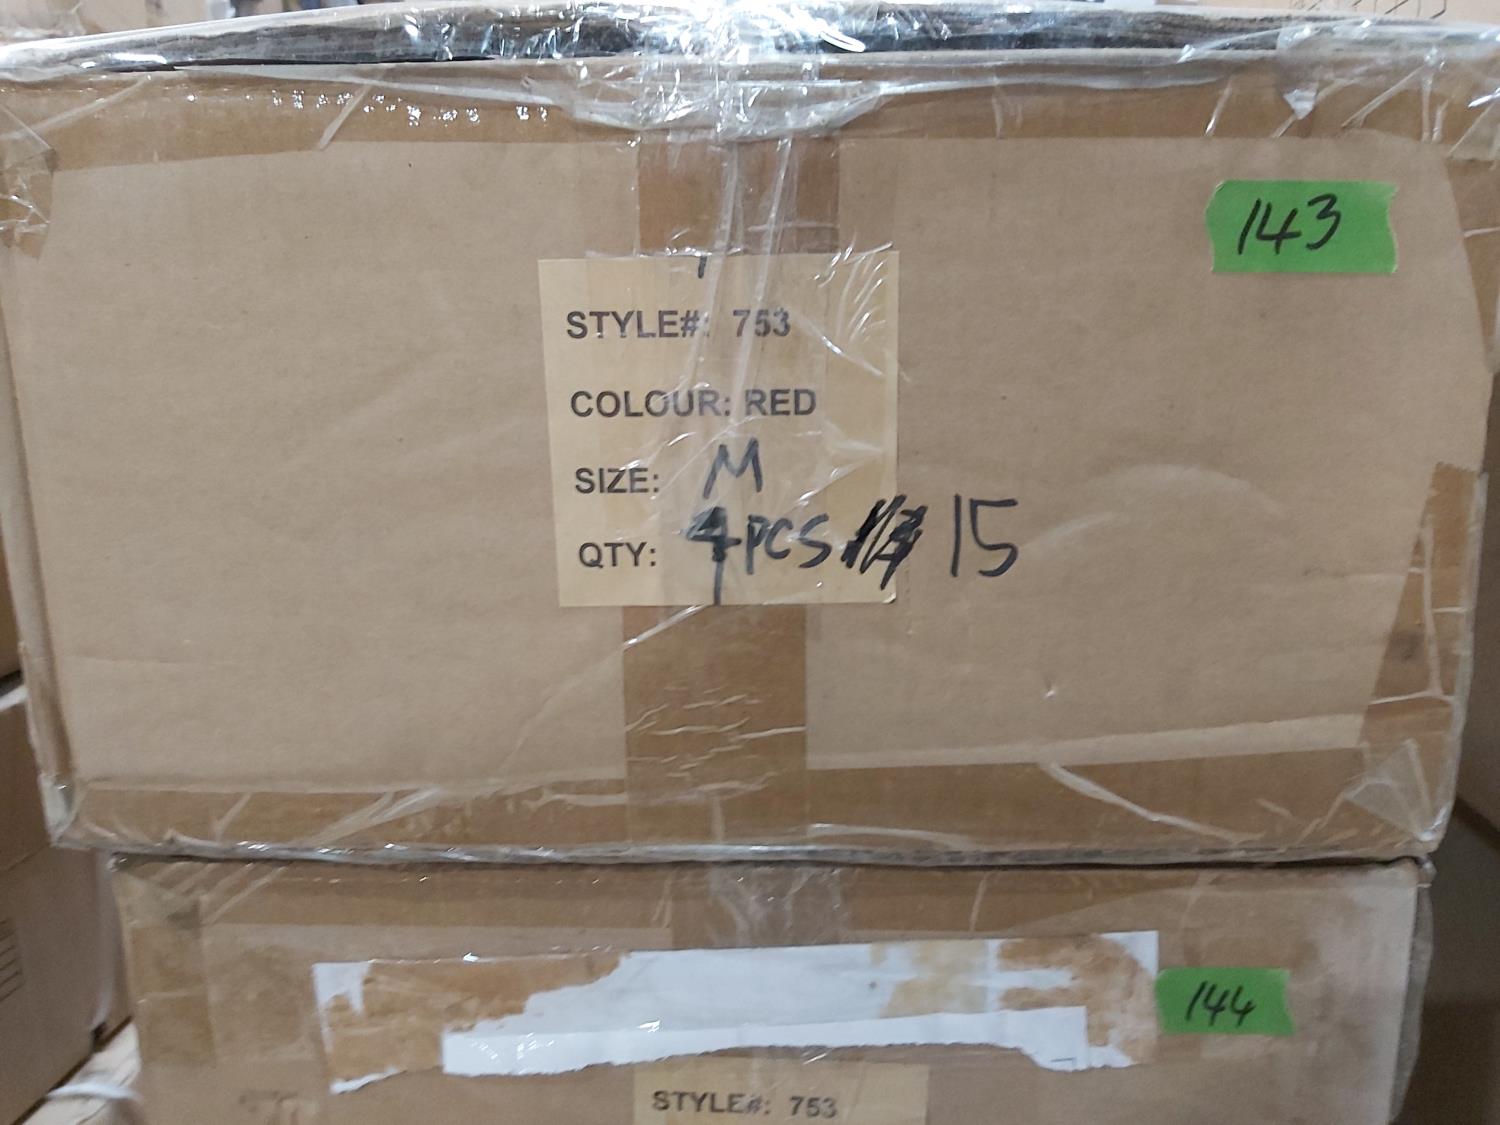 143
STYLE#: 753
COLOUR: RED
SIZE: M
QTY: 4PCS 15
144
STYLE#: 753